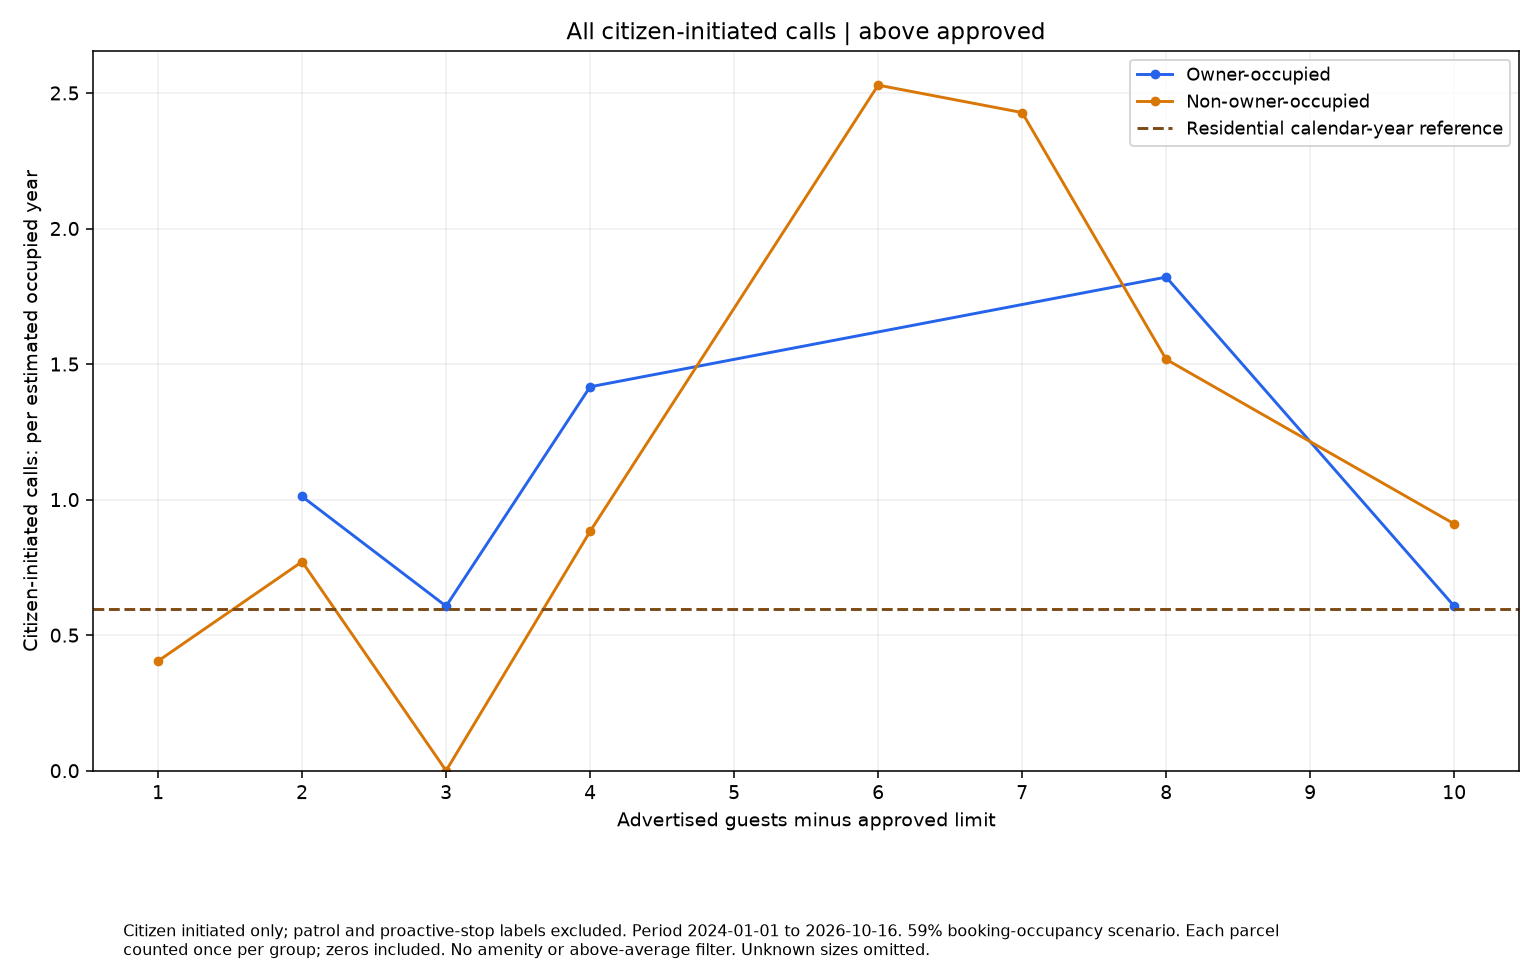 All citizen-initiated calls | above approved
Owner-occupied
Non-owner-occupied
Residential calendar-year reference
Citizen-initiated calls: per estimated occupied year
2.5
2.0
1.5
1.0
0.5
0.0
1 2 3 4 5 6 7 8 9 10
Advertised guests minus approved limit
Citizen initiated only; patrol and proactive-stop labels excluded. Period 2024-01-01 to 2026-10-16. 59% booking-occupancy scenario. Each parcel
counted once per group; zeros included. No amenity or above-average filter. Unknown sizes omitted.